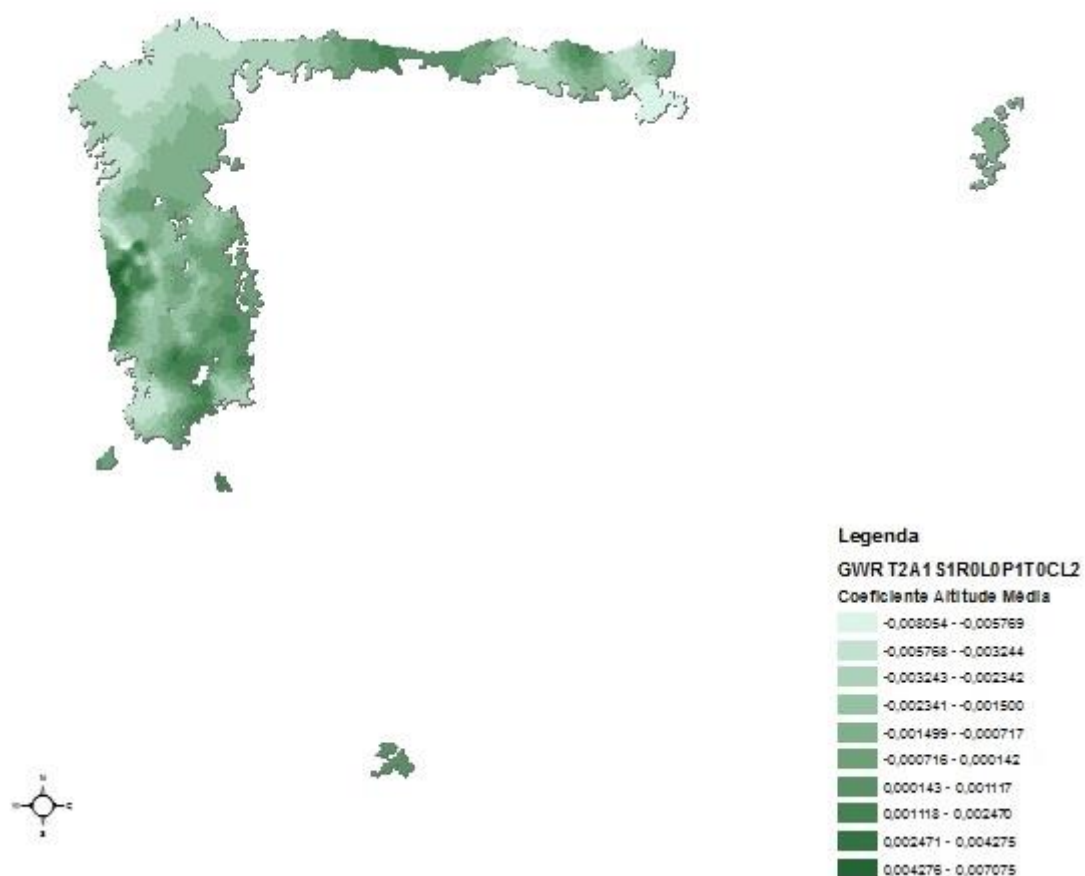 Legenda
GWR T2A1 S1R0L0P1T0CL2
Coeficiente Altitude Média
-0,008054 - -0,005769
-0,005768 - -0,003244
-0,003243 - -0,002342
-0,002341 - -0,001500
-0,001499 - -0,000717
-0,000716 - 0,000142
0,000143 - 0,001117
0,001118 - 0,002470
0,002471 - 0,004275
0,004276 - 0,007075